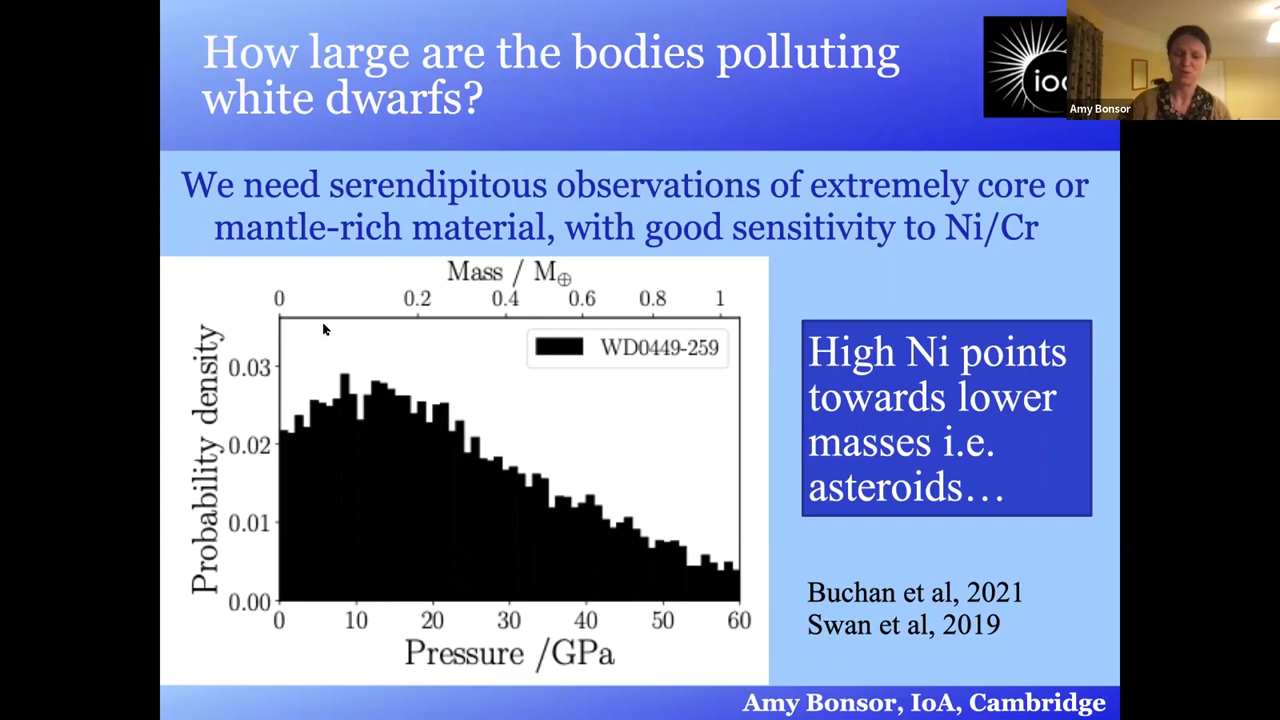 How large are the bodies polluting
white dwarfs?
Amy Bonsor
We need serendipitous observations of extremely core or
mantle-rich material, with good sensitivity to Ni/Cr
Mass / M⊕
0 0.2 0.4 0.6 0.8 1
WD0449-259
Probability density
0.03
0.02
0.01
0.00
0 10 20 30 40 50 60
Pressure /GPa
High Ni points
towards lower
masses i.e.
asteroids…
Buchan et al, 2021
Swan et al, 2019
Amy Bonsor, IoA, Cambridge